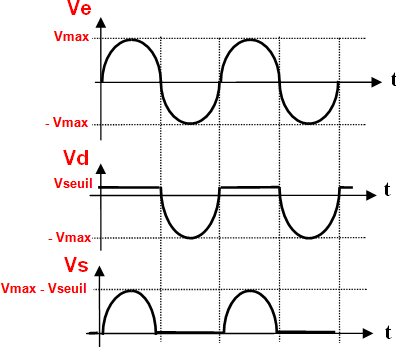 Ve
Vmax
t
- Vmax
Vd
Vseuil
t
- Vmax
Vs
Vmax - Vseuil
t